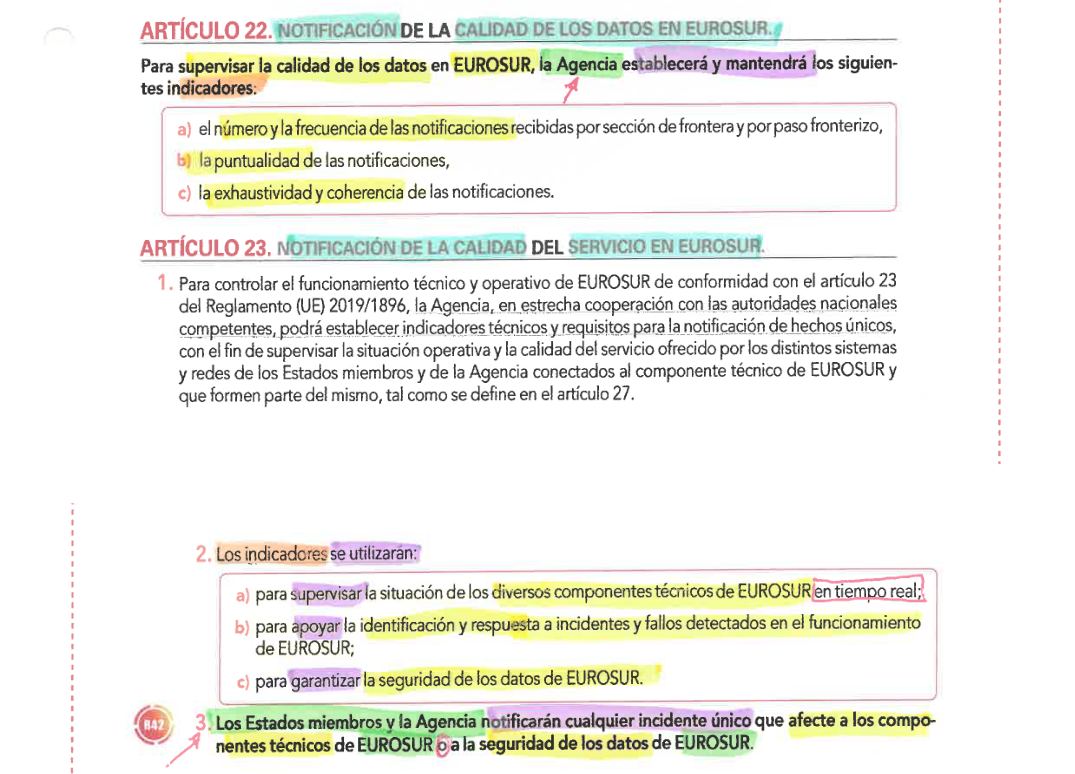 ARTÍCULO 22. NOTIFICACIÓN DE LA CALIDAD DE LOS DATOS EN EUROSUR.
Para supervisar la calidad de los datos en EUROSUR, la Agencia establecerá y mantendrá los siguien-
tes indicadores:
a) el número y la frecuencia de las notificaciones recibidas por sección de frontera y por paso fronterizo,
b) la puntualidad de las notificaciones,
c) la exhaustividad y coherencia de las notificaciones.
ARTÍCULO 23. NOTIFICACIÓN DE LA CALIDAD DEL SERVICIO EN EUROSUR.
1. Para controlar el funcionamiento técnico y operativo de EUROSUR de conformidad con el artículo 23
del Reglamento (UE) 2019/1896, la Agencia, en estrecha cooperación con las autoridades nacionales
competentes, podrá establecer indicadores técnicos y requisitos para la notificación de hechos únicos,
con el fin de supervisar la situación operativa y la calidad del servicio ofrecido por los distintos sistemas
y redes de los Estados miembros y de la Agencia conectados al componente técnico de EUROSUR y
que formen parte del mismo, tal como se define en el artículo 27.
2. Los indicadores se utilizarán:
a) para supervisar la situación de los diversos componentes técnicos de EUROSUR en tiempo real;
b) para apoyar la identificación y respuesta a incidentes y fallos detectados en el funcionamiento
de EUROSUR;
c) para garantizar la seguridad de los datos de EUROSUR.
R42 3. Los Estados miembros y la Agencia notificarán cualquier incidente único que afecte a los compo-
nentes técnicos de EUROSUR o a la seguridad de los datos de EUROSUR.